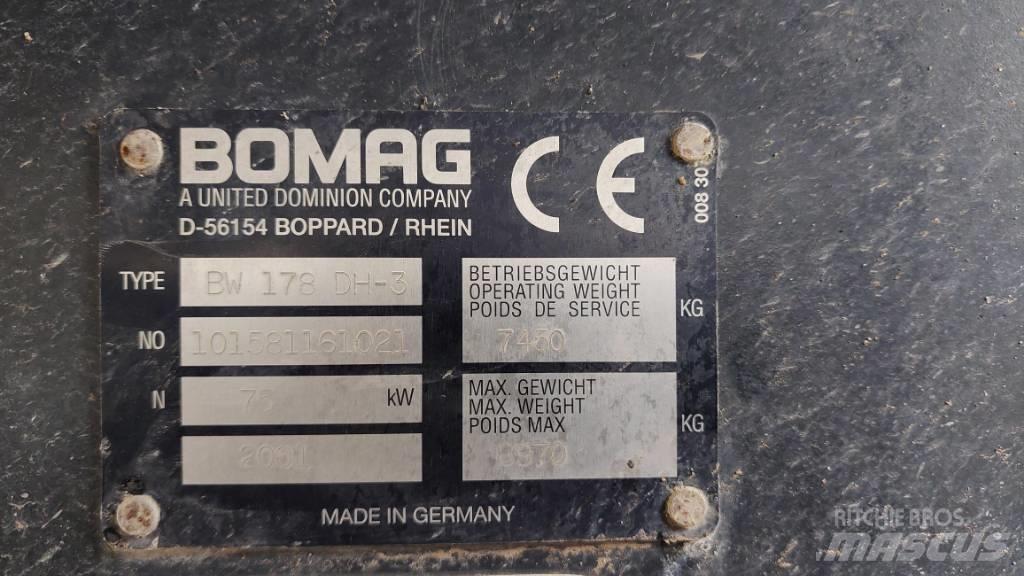 BOMAG
A UNITED DOMINION COMPANY
D-56154 BOPPARD / RHEIN
CE
008 30
TYPE BW 178 DH-3
NO 101581161021
N kW
2001
BETRIEBSGEWICHT
OPERATING WEIGHT
POIDS DE SERVICE
7450 KG
MAX. GEWICHT
MAX. WEIGHT
POIDS MAX
KG
MADE IN GERMANY
RITCHIE BROS.
MASCUS